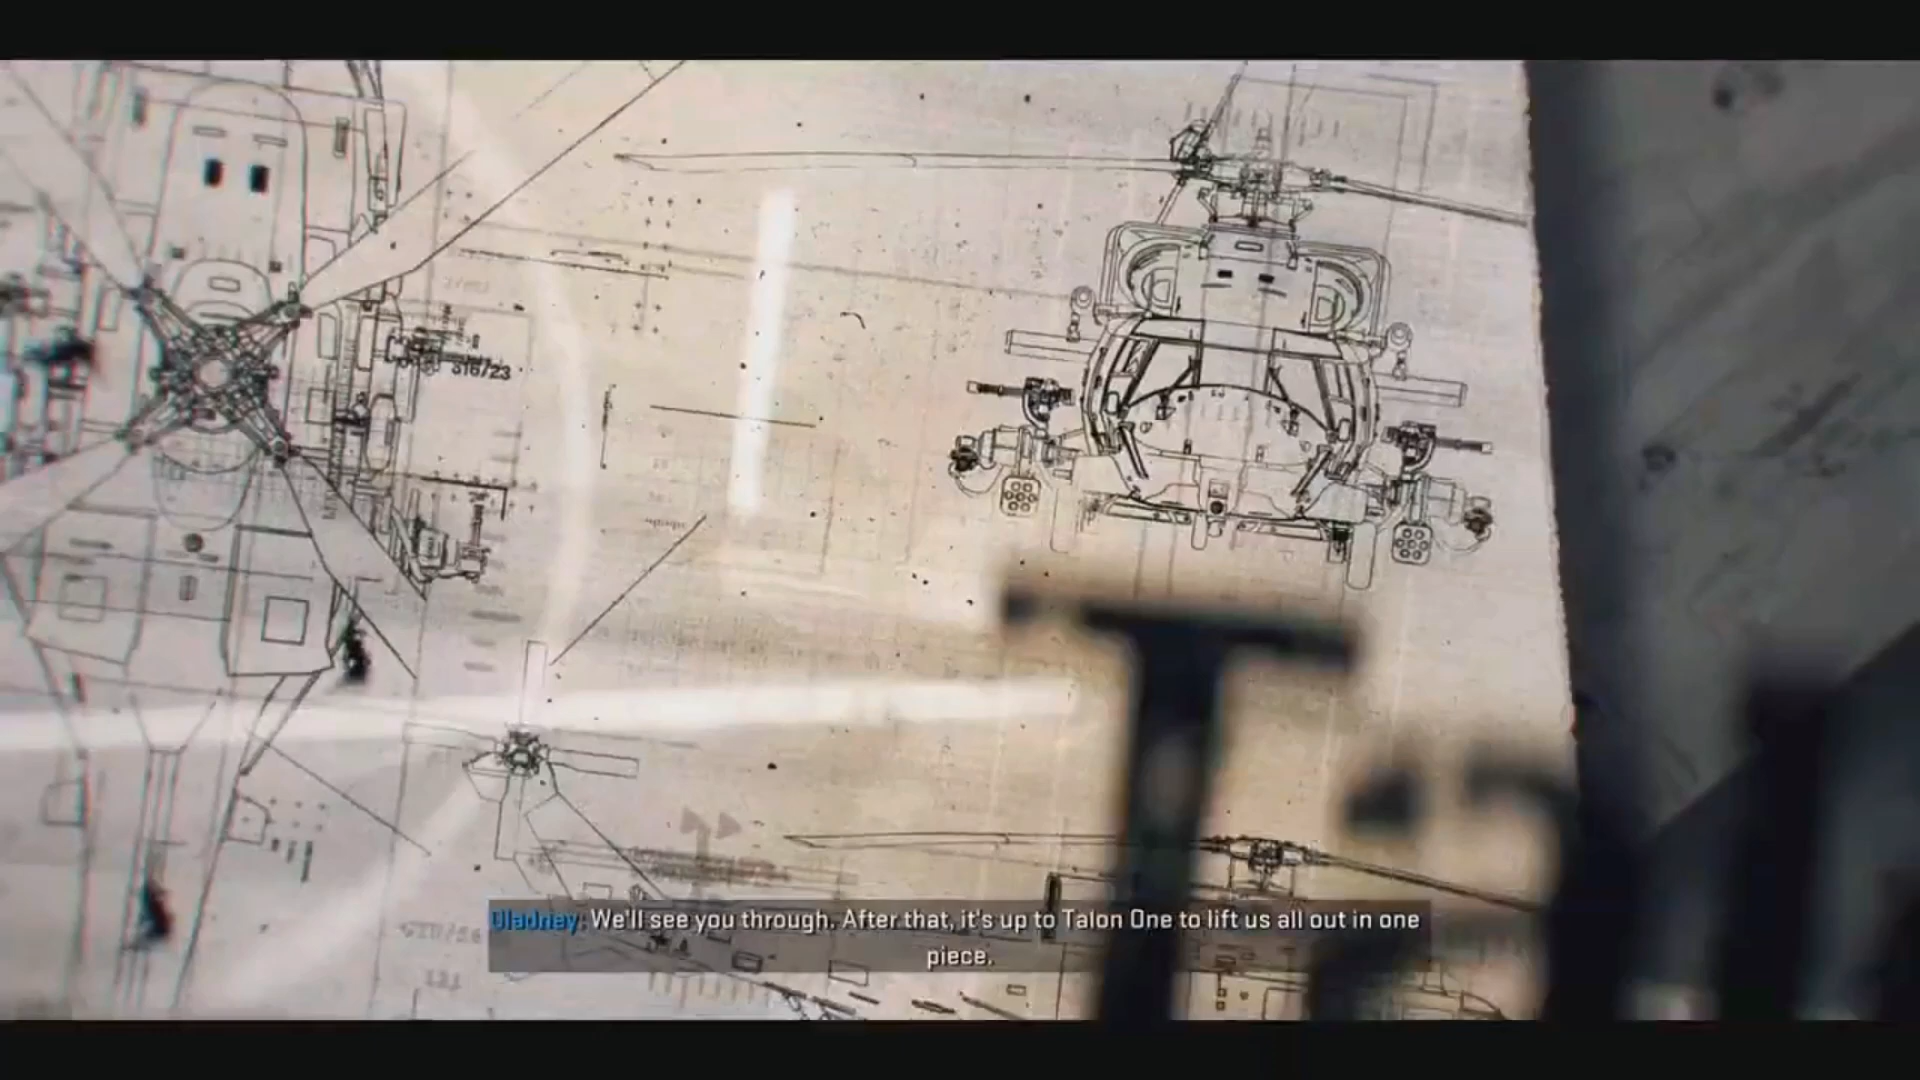 316/23
Gladney: We'll see you through. After that, it's up to Talon One to lift us all out in one
piece.